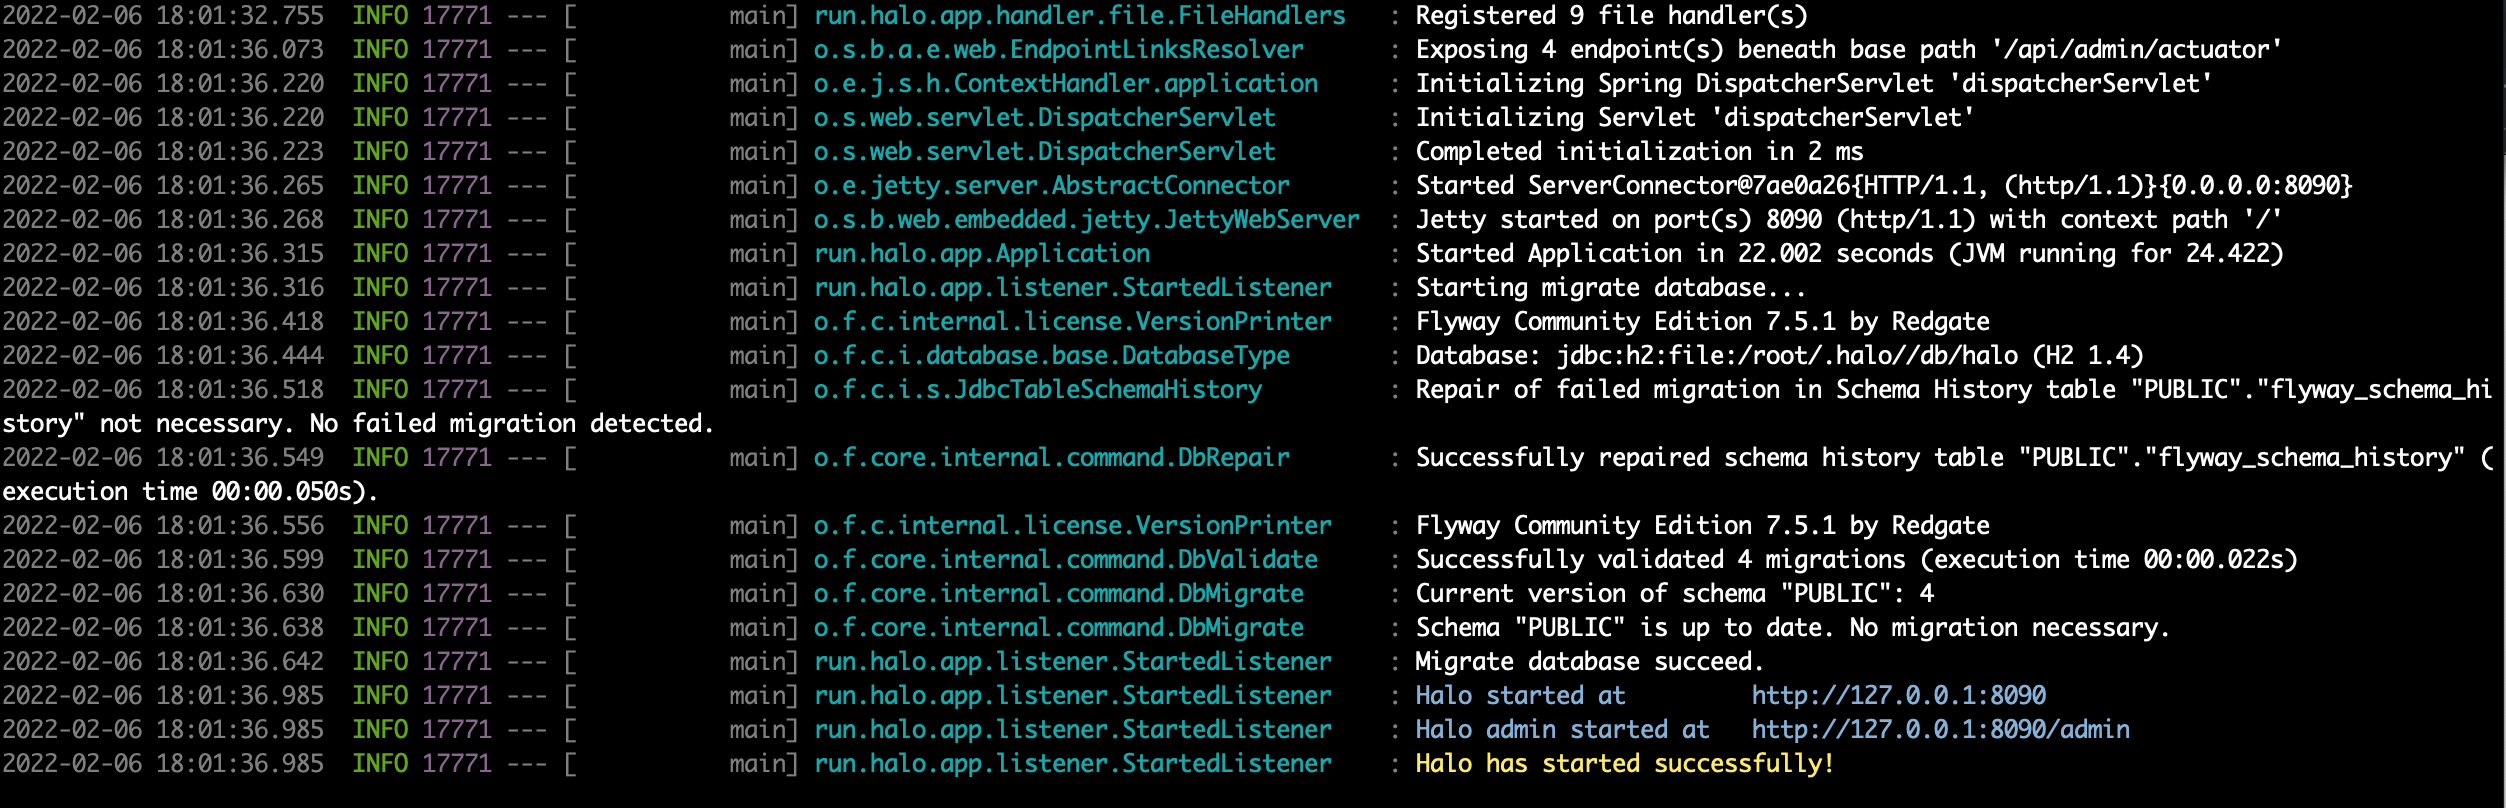 2022-02-06 18:01:32.755  INFO 17771 --- [           main] run.halo.app.handler.file.FileHandlers   : Registered 9 file handler(s)
2022-02-06 18:01:36.073  INFO 17771 --- [           main] o.s.b.a.e.web.EndpointLinksResolver      : Exposing 4 endpoint(s) beneath base path '/api/admin/actuator'
2022-02-06 18:01:36.220  INFO 17771 --- [           main] o.e.j.s.h.ContextHandler.application     : Initializing Spring DispatcherServlet 'dispatcherServlet'
2022-02-06 18:01:36.220  INFO 17771 --- [           main] o.s.web.servlet.DispatcherServlet        : Initializing Servlet 'dispatcherServlet'
2022-02-06 18:01:36.223  INFO 17771 --- [           main] o.s.web.servlet.DispatcherServlet        : Completed initialization in 2 ms
2022-02-06 18:01:36.265  INFO 17771 --- [           main] o.e.jetty.server.AbstractConnector       : Started ServerConnector@7ae0a26{HTTP/1.1, (http/1.1)}{0.0.0.0:8090}
2022-02-06 18:01:36.268  INFO 17771 --- [           main] o.s.b.web.embedded.jetty.JettyWebServer  : Jetty started on port(s) 8090 (http/1.1) with context path '/'
2022-02-06 18:01:36.315  INFO 17771 --- [           main] run.halo.app.Application                 : Started Application in 22.002 seconds (JVM running for 24.422)
2022-02-06 18:01:36.316  INFO 17771 --- [           main] run.halo.app.listener.StartedListener    : Starting migrate database...
2022-02-06 18:01:36.418  INFO 17771 --- [           main] o.f.c.internal.license.VersionPrinter    : Flyway Community Edition 7.5.1 by Redgate
2022-02-06 18:01:36.444  INFO 17771 --- [           main] o.f.c.i.database.base.DatabaseType       : Database: jdbc:h2:file:/root/.halo//db/halo (H2 1.4)
2022-02-06 18:01:36.518  INFO 17771 --- [           main] o.f.c.i.s.JdbcTableSchemaHistory         : Repair of failed migration in Schema History table "PUBLIC"."flyway_schema_hi
story" not necessary. No failed migration detected.
2022-02-06 18:01:36.549  INFO 17771 --- [           main] o.f.core.internal.command.DbRepair       : Successfully repaired schema history table "PUBLIC"."flyway_schema_history" (
execution time 00:00.050s).
2022-02-06 18:01:36.556  INFO 17771 --- [           main] o.f.c.internal.license.VersionPrinter    : Flyway Community Edition 7.5.1 by Redgate
2022-02-06 18:01:36.599  INFO 17771 --- [           main] o.f.core.internal.command.DbValidate     : Successfully validated 4 migrations (execution time 00:00.022s)
2022-02-06 18:01:36.630  INFO 17771 --- [           main] o.f.core.internal.command.DbMigrate      : Current version of schema "PUBLIC": 4
2022-02-06 18:01:36.638  INFO 17771 --- [           main] o.f.core.internal.command.DbMigrate      : Schema "PUBLIC" is up to date. No migration necessary.
2022-02-06 18:01:36.642  INFO 17771 --- [           main] run.halo.app.listener.StartedListener    : Migrate database succeed.
2022-02-06 18:01:36.985  INFO 17771 --- [           main] run.halo.app.listener.StartedListener    : Halo started at         http://127.0.0.1:8090
2022-02-06 18:01:36.985  INFO 17771 --- [           main] run.halo.app.listener.StartedListener    : Halo admin started at   http://127.0.0.1:8090/admin
2022-02-06 18:01:36.985  INFO 17771 --- [           main] run.halo.app.listener.StartedListener    : Halo has started successfully!